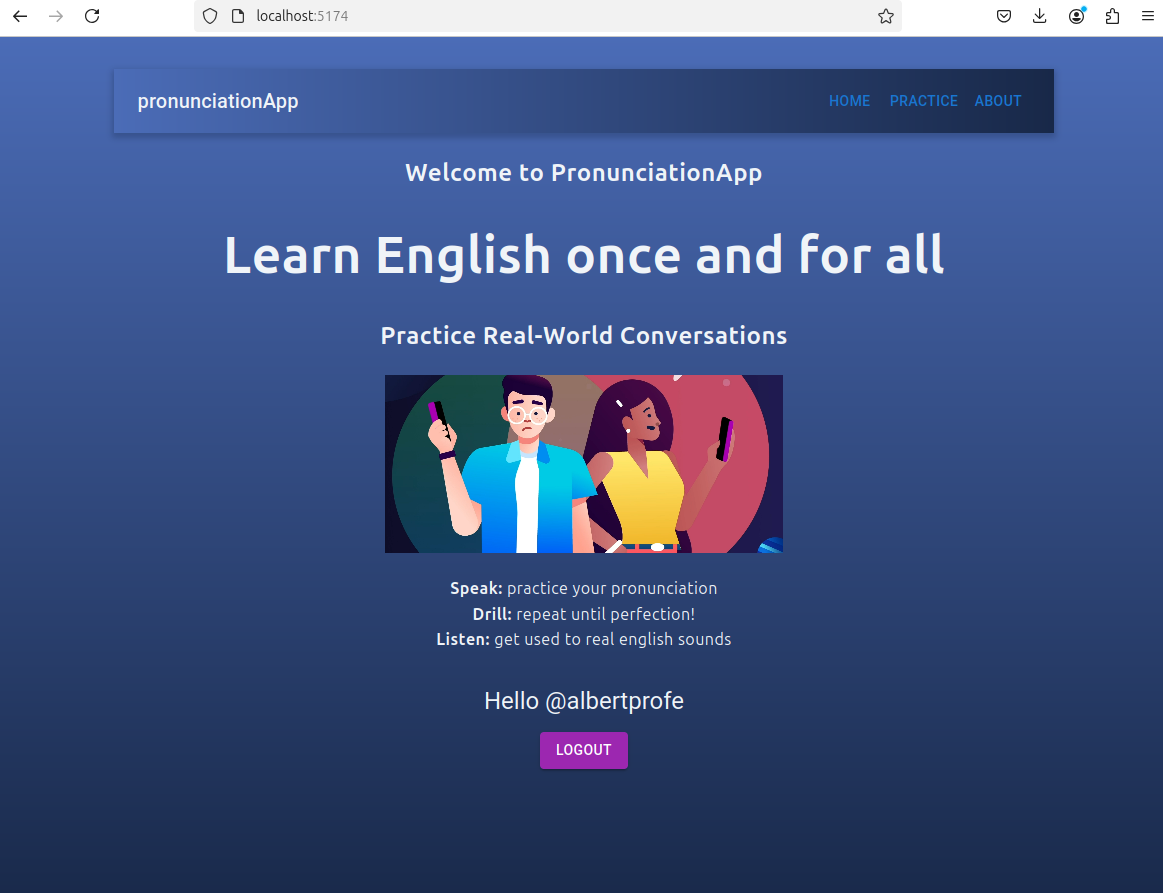 localhost:5174
pronunciationApp HOME PRACTICE ABOUT
Welcome to PronunciationApp
Learn English once and for all
Practice Real-World Conversations
Speak: practice your pronunciation
Drill: repeat until perfection!
Listen: get used to real english sounds
Hello @albertprofe
LOGOUT